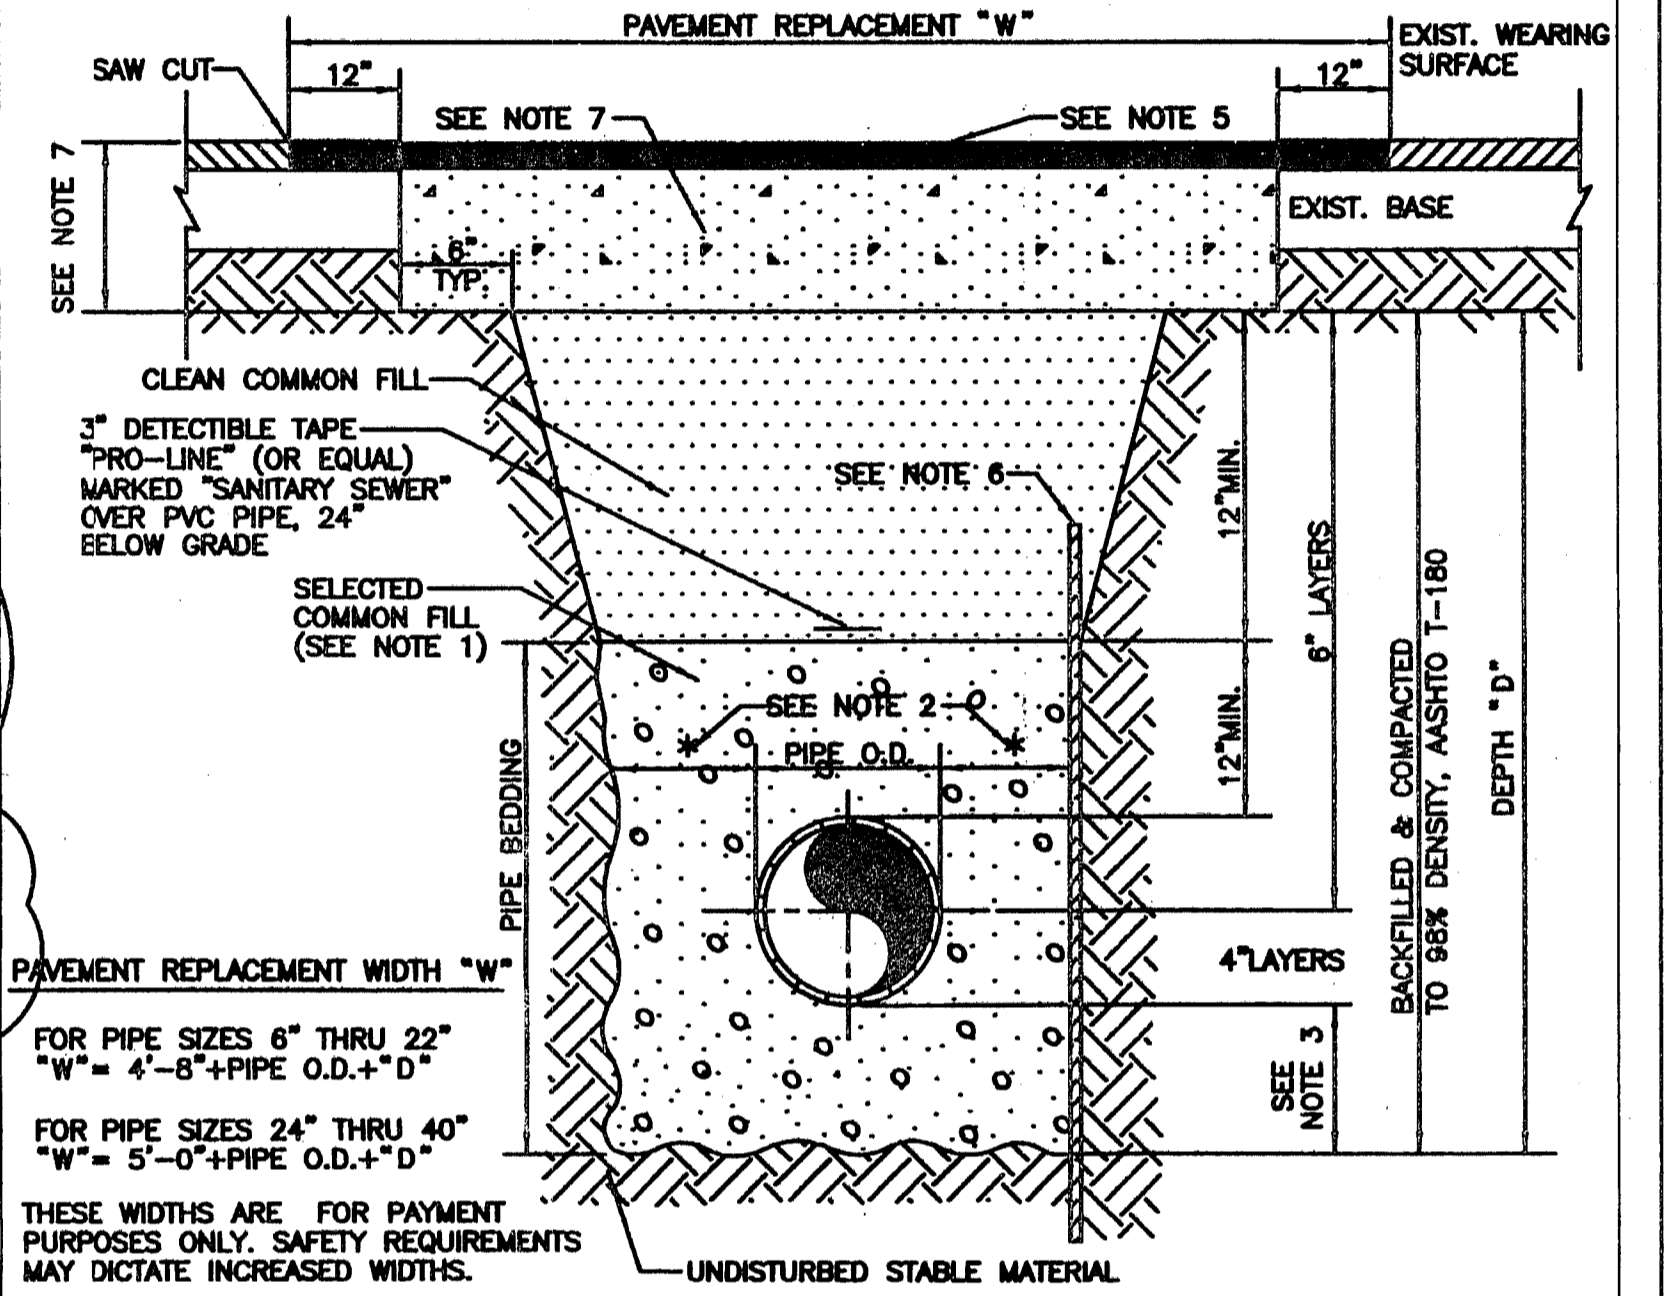 PAVEMENT REPLACEMENT "W"
EXIST. WEARING
SURFACE
SAW CUT
12"
12"
SEE NOTE 7
SEE NOTE 5
SEE NOTE 7
EXIST. BASE
6"
TYP.
CLEAN COMMON FILL
3" DETECTIBLE TAPE
"PRO-LINE" (OR EQUAL)
MARKED "SANITARY SEWER"
OVER PVC PIPE, 24"
BELOW GRADE
SEE NOTE 6
12"MIN.
6" LAYERS
SELECTED
COMMON FILL
(SEE NOTE 1)
SEE NOTE 2
PIPE O.D.
12"MIN.
PIPE BEDDING
BACKFILLED & COMPACTED
TO 98% DENSITY, AASHTO T-180
DEPTH "D"
4"LAYERS
SEE
NOTE 3
PAVEMENT REPLACEMENT WIDTH "W"
FOR PIPE SIZES 6" THRU 22"
"W"= 4'-8"+PIPE O.D.+"D"
FOR PIPE SIZES 24" THRU 40"
"W"= 5'-0"+PIPE O.D.+"D"
THESE WIDTHS ARE FOR PAYMENT
PURPOSES ONLY. SAFETY REQUIREMENTS
MAY DICTATE INCREASED WIDTHS.
UNDISTURBED STABLE MATERIAL